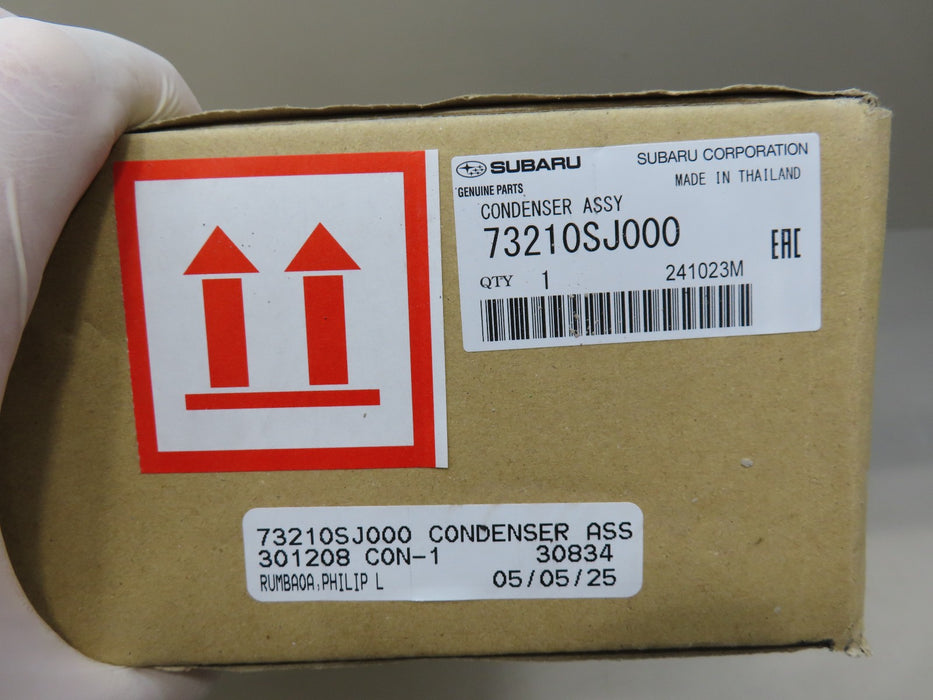 SUBARU
SUBARU CORPORATION
GENUINE PARTS
MADE IN THAILAND
CONDENSER ASSY
73210SJ000
EAC
QTY 1
241023M
73210SJ000 CONDENSER ASS
301208 CON-1 30834
RUMBAOA,PHILIP L 05/05/25